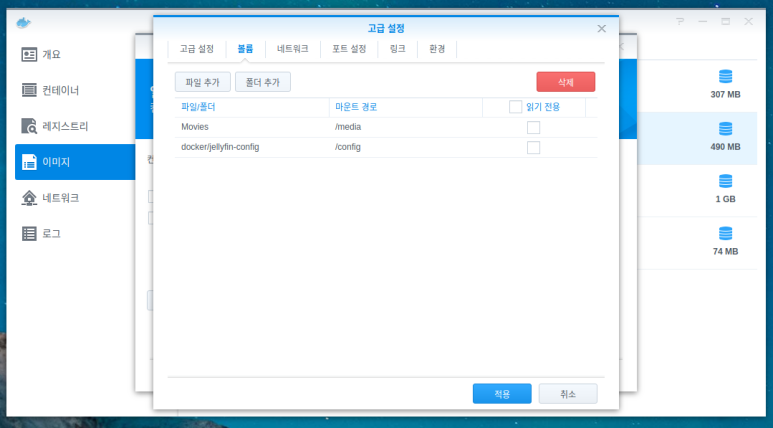 고급 설정
고급 설정 볼륨 네트워크 포트 설정 링크 환경
파일 추가 폴더 추가 삭제
파일/폴더 마운트 경로 읽기 전용
Movies /media
docker/jellyfin-config /config
적용 취소
개요
컨테이너
레지스트리
이미지
네트워크
로그
307 MB
490 MB
1 GB
74 MB